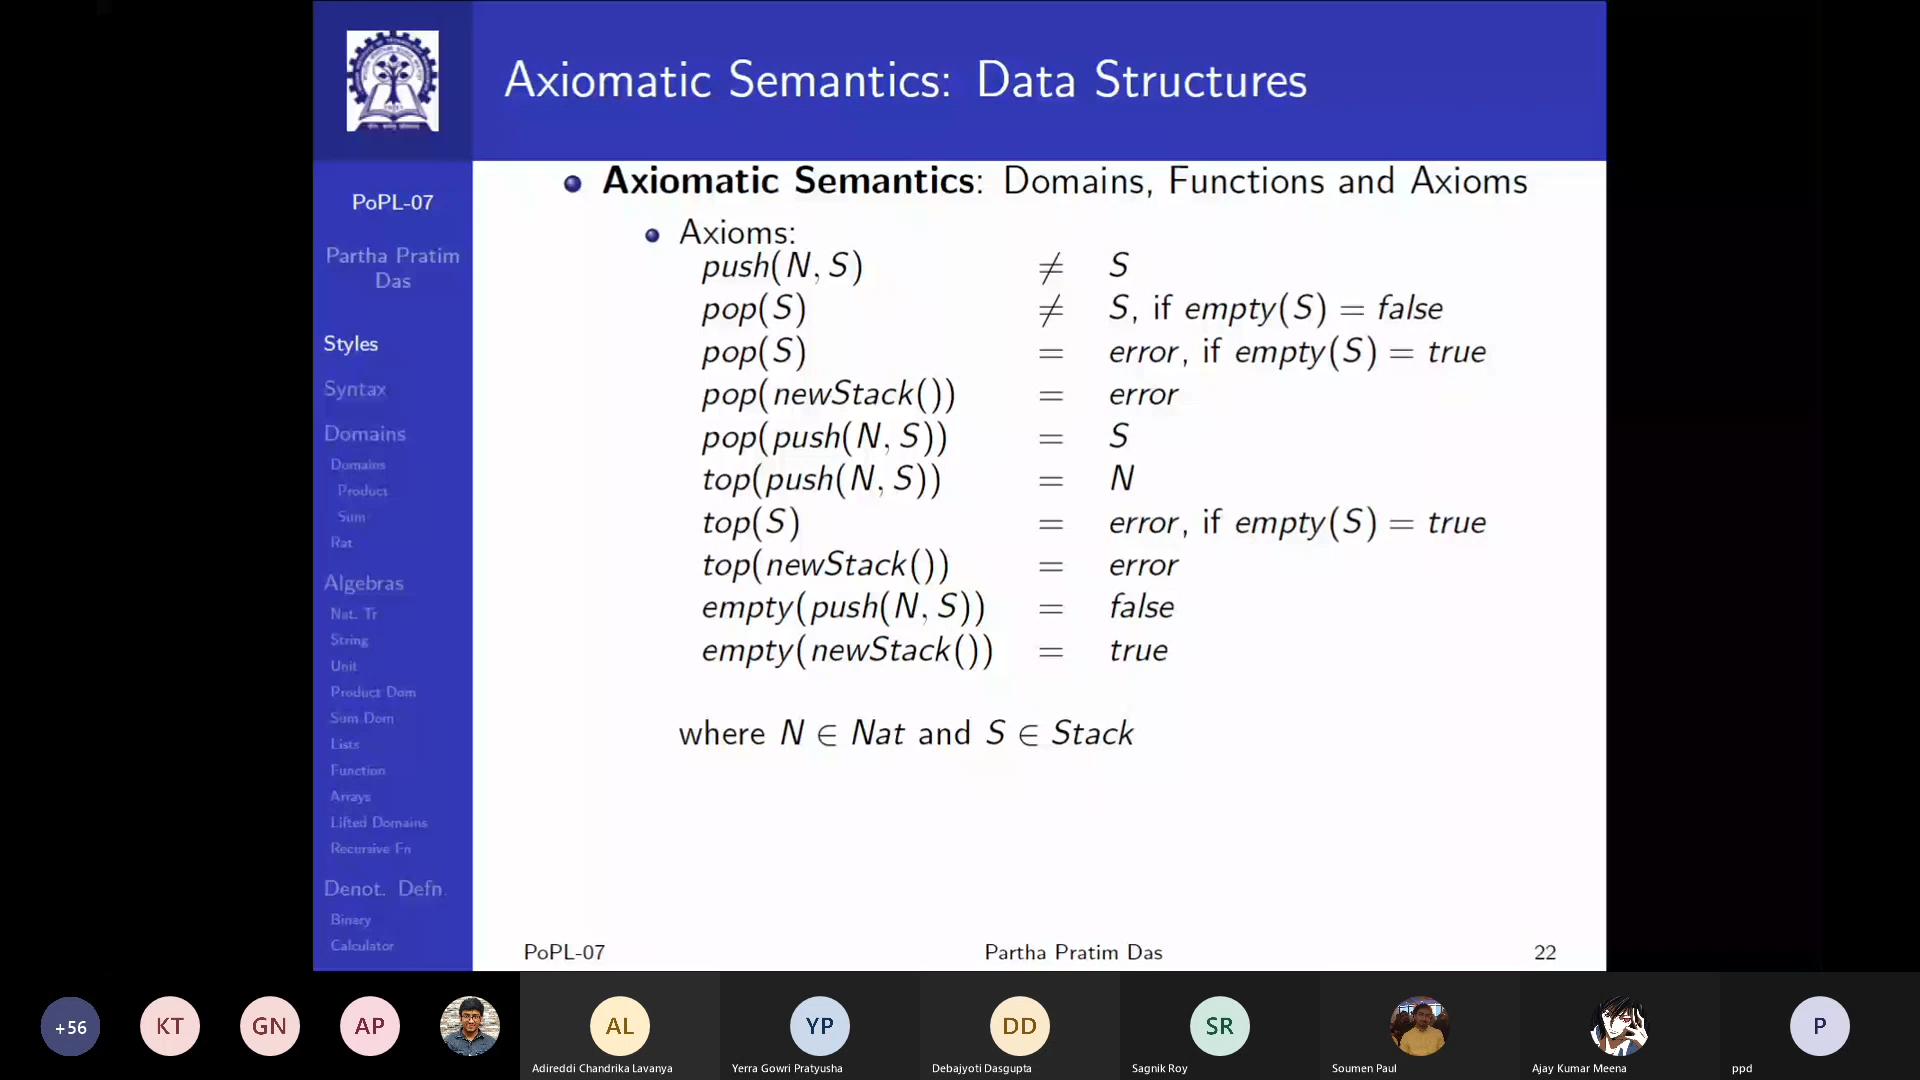 Axiomatic Semantics: Data Structures
PoPL-07
Partha Pratim
Das
Styles
Syntax
Domains
Domains
Product
Sum
Rat
Algebras
Nat. Tr
String
Unit
Product Dom
Sum Dom
Lists
Function
Arrays
Lifted Domains
Recursive Fn
Denot. Defn.
Binary
Calculator
Axiomatic Semantics: Domains, Functions and Axioms
Axioms:
push(N, S) ≠ S
pop(S) ≠ S, if empty(S) = false
pop(S) = error, if empty(S) = true
pop(newStack()) = error
pop(push(N, S)) = S
top(push(N, S)) = N
top(S) = error, if empty(S) = true
top(newStack()) = error
empty(push(N, S)) = false
empty(newStack()) = true
where N ∈ Nat and S ∈ Stack
PoPL-07 Partha Pratim Das 22
+56 KT GN AP AL YP DD SR P
Adireddi Chandrika Lavanya Yerra Gowri Pratyusha Debajyoti Dasgupta Sagnik Roy Soumen Paul Ajay Kumar Meena ppd